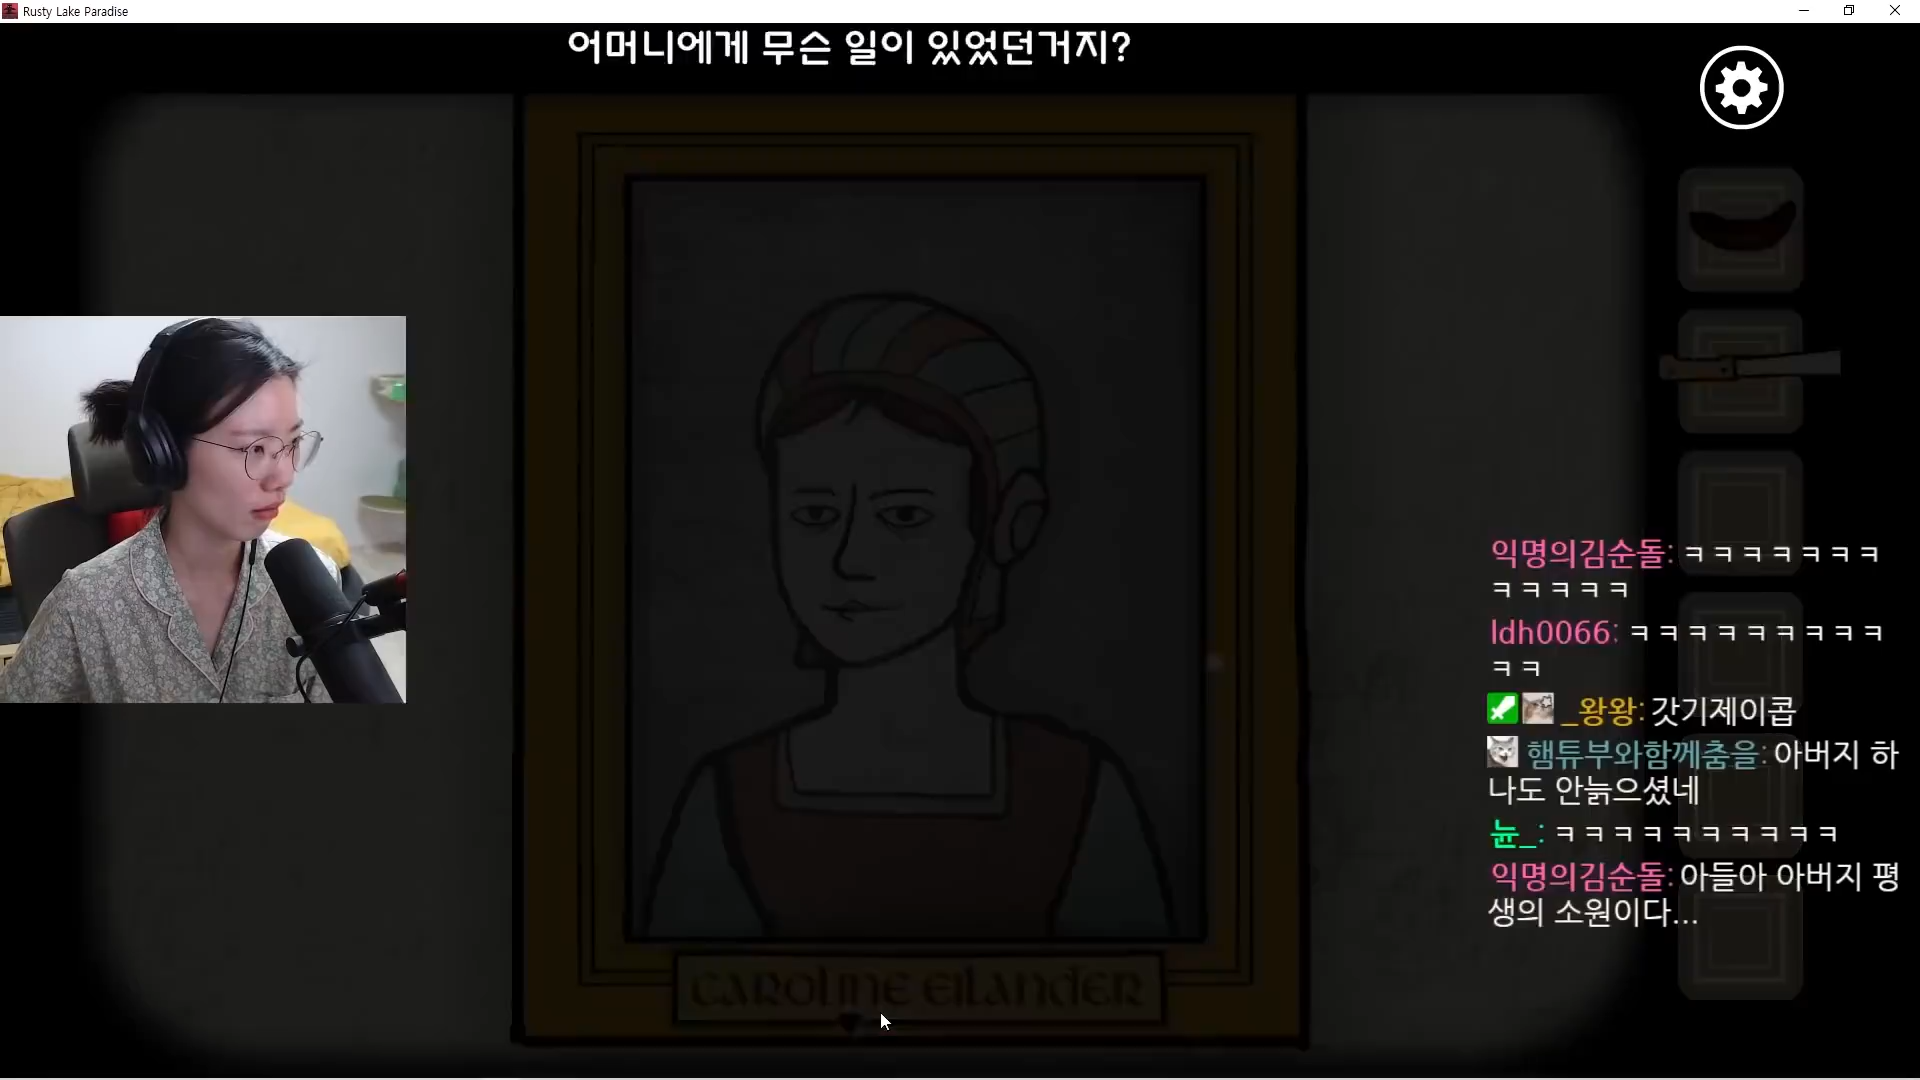 Rusty Lake Paradise
어머니에게 무슨 일이 있었던거지?
CAROLINE EILANDER
익명의김순돌: ㅋㅋㅋㅋㅋㅋㅋ
ㅋㅋㅋㅋㅋ
ldh0066: ㅋㅋㅋㅋㅋㅋㅋㅋㅋ
ㅋㅋ
_왕왕: 갓기제이콥
햄튜부와함께춤을: 아버지 하
나도 안늙으셨네
뉸_: ㅋㅋㅋㅋㅋㅋㅋㅋㅋㅋ
익명의김순돌: 아들아 아버지 평
생의 소원이다...